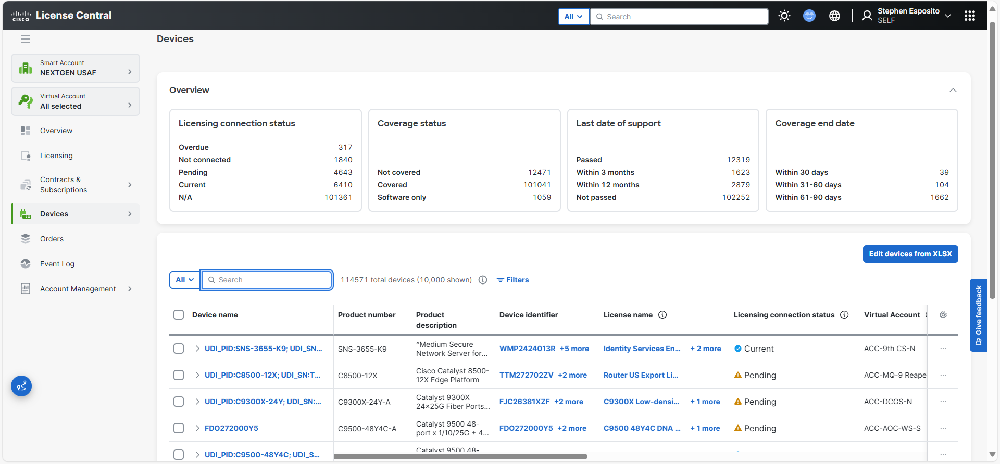 CISCO
License Central
All
Search
Stephen Esposito
SELF
Smart Account
NEXTGEN USAF
Virtual Account
All selected
Overview
Licensing
Contracts &
Subscriptions
Devices
Orders
Event Log
Account Management
Devices
Overview
Licensing connection status
Overdue 317
Not connected 1840
Pending 4643
Current 6410
N/A 101361
Coverage status
Not covered 12471
Covered 101041
Software only 1059
Last date of support
Passed 12319
Within 3 months 1623
Within 12 months 2879
Not passed 102252
Coverage end date
Within 30 days 39
Within 31-60 days 104
Within 61-90 days 1662
Edit devices from XLSX
All
Search
114571 total devices (10,000 shown)
Filters
Device name
Product number
Product
description
Device identifier
License name
Licensing connection status
Virtual Account
UDI_PID:SNS-3655-K9; UDI_SN...
SNS-3655-K9
^Medium Secure
Network Server for...
WMP2424013R +5 more
Identity Services En... + 2 more
Current
ACC-9th CS-N
UDI_PID:C8500-12X; UDI_SN:T...
C8500-12X
Cisco Catalyst 8500-
12X Edge Platform
TTM272702ZV +2 more
Router US Export Li...
Pending
ACC-MQ-9 Reape
UDI_PID:C9300X-24Y; UDI_SN:...
C9300X-24Y-A
Catalyst 9300X
24x25G Fiber Ports...
FJC26381XZF +2 more
C9300X Low-densi... + 1 more
Pending
ACC-DCGS-N
FDO272000Y5
C9500-48Y4C-A
Catalyst 9500 48-
port x 1/10/25G + 4...
FDO272000Y5 +2 more
C9500 48Y4C DNA ... + 1 more
Pending
ACC-AOC-WS-S
UDI_PID:C9500-48Y4C; UDI_S...
Catalyst 9500 48-
Give feedback